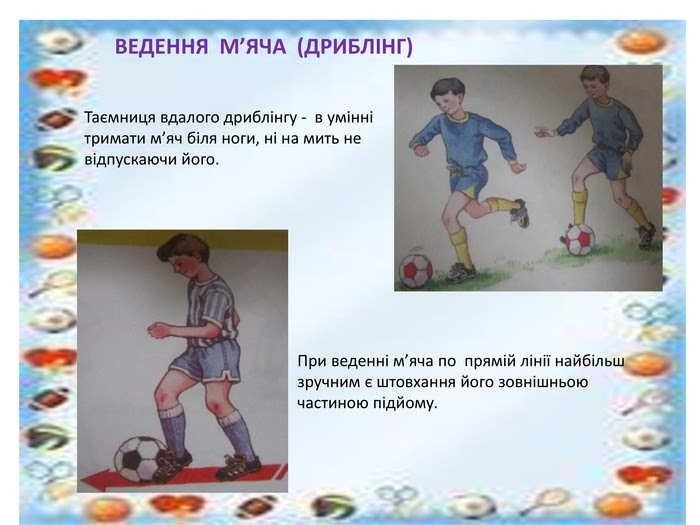 ВЕДЕННЯ М’ЯЧА (ДРИБЛІНГ)
Таємниця вдалого дриблінгу - в умінні
тримати м’яч біля ноги, ні на мить не
відпускаючи його.
При веденні м’яча по прямій лінії найбільш
зручним є штовхання його зовнішньою
частиною підйому.